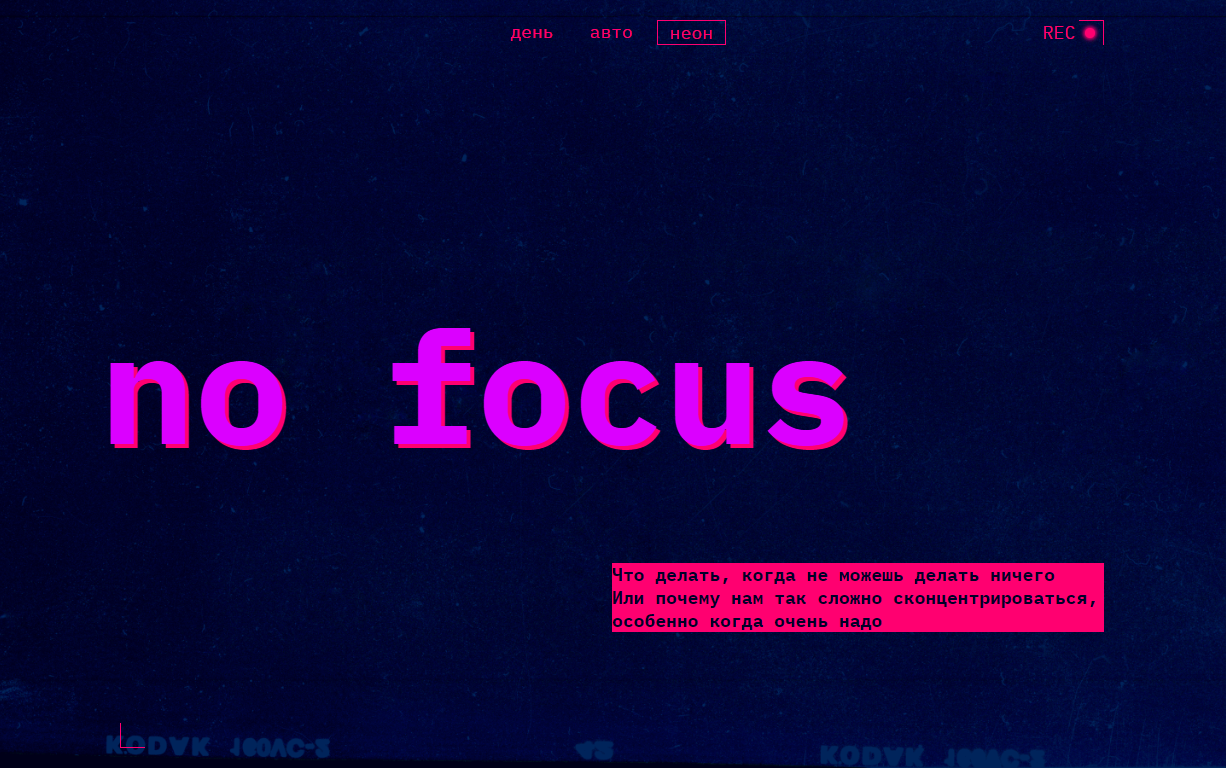 день авто неон REC
no focus
Что делать, когда не можешь делать ничего
Или почему нам так сложно сконцентрироваться,
особенно когда очень надо
KODAK 160VC-2 KODAK 160VC-2